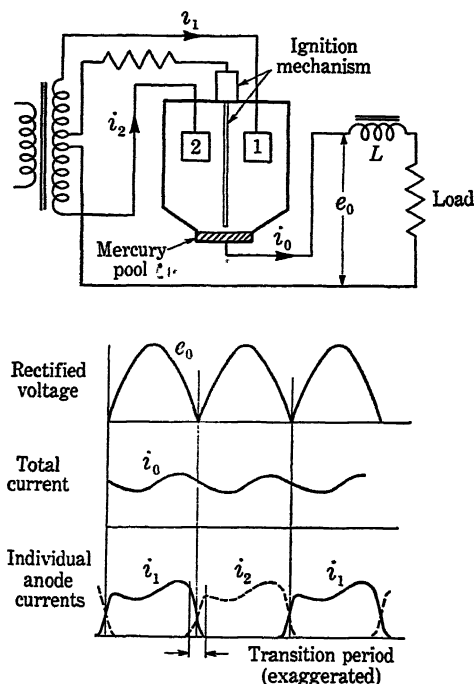 i₁
Ignition
mechanism
i₂
2
1
L
e₀
Load
i₀
Mercury
pool
Rectified
voltage
e₀
Total
current
i₀
Individual
anode
currents
i₁
i₂
i₁
Transition period
(exaggerated)